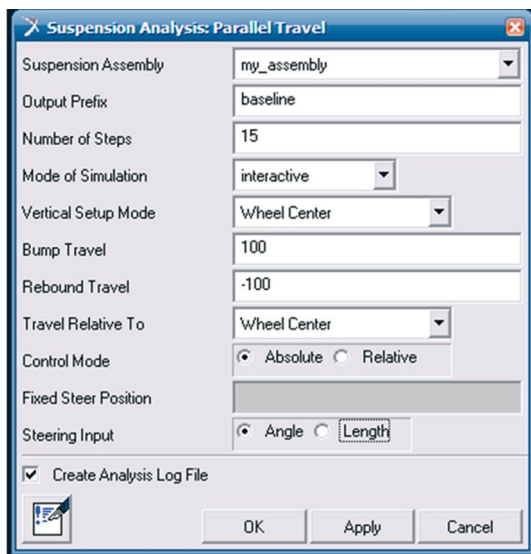 Suspension Analysis: Parallel Travel
Suspension Assembly my_assembly
Output Prefix baseline
Number of Steps 15
Mode of Simulation interactive
Vertical Setup Mode Wheel Center
Bump Travel 100
Rebound Travel -100
Travel Relative To Wheel Center
Control Mode Absolute Relative
Fixed Steer Position
Steering Input Angle Length
Create Analysis Log File
OK Apply Cancel